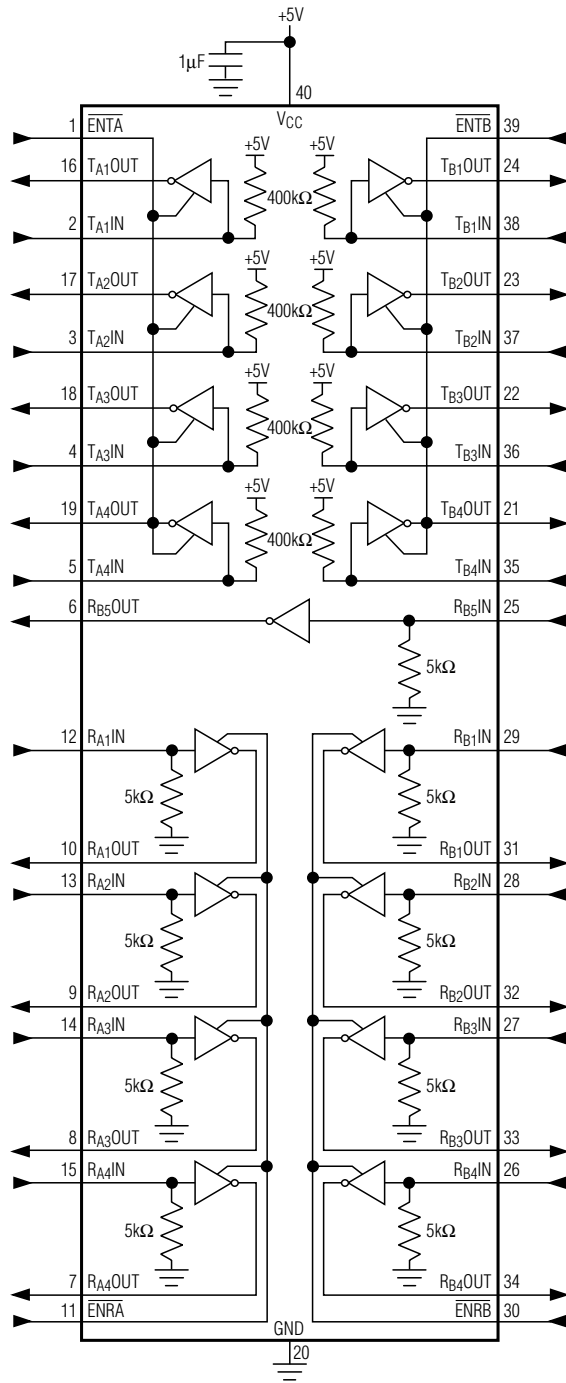 +5V
1µF
40
VCC
1 ENTA ENTB 39
+5V +5V
16 TA1OUT TB1OUT 24
400kΩ
2 TA1IN TB1IN 38
+5V +5V
17 TA2OUT TB2OUT 23
400kΩ
3 TA2IN TB2IN 37
+5V +5V
18 TA3OUT TB3OUT 22
400kΩ
4 TA3IN TB3IN 36
+5V +5V
19 TA4OUT TB4OUT 21
400kΩ
5 TA4IN TB4IN 35
6 RB5OUT RB5IN 25
5kΩ
12 RA1IN RB1IN 29
5kΩ 5kΩ
10 RA1OUT RB1OUT 31
13 RA2IN RB2IN 28
5kΩ 5kΩ
9 RA2OUT RB2OUT 32
14 RA3IN RB3IN 27
5kΩ 5kΩ
8 RA3OUT RB3OUT 33
15 RA4IN RB4IN 26
5kΩ 5kΩ
7 RA4OUT RB4OUT 34
11 ENRA ENRB 30
GND
20